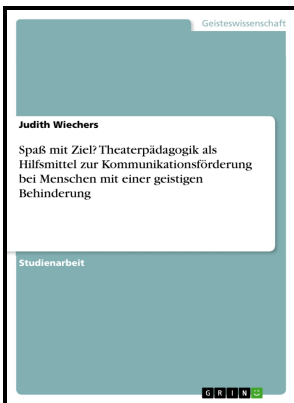 Geisteswissenschaft
Judith Wiechers
Spaß mit Ziel? Theaterpädagogik als
Hilfsmittel zur Kommunikationsförderung
bei Menschen mit einer geistigen
Behinderung
Studienarbeit
GRIN